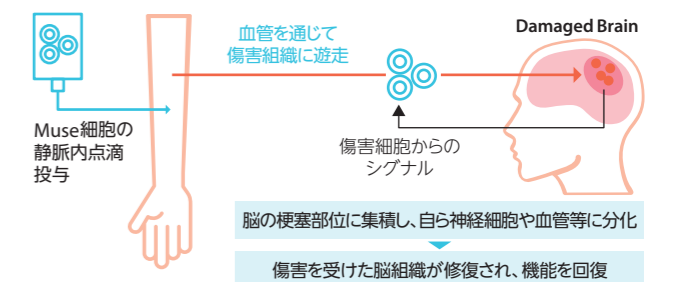 血管を通じて
傷害組織に遊走
Damaged Brain
Muse細胞の
静脈内点滴
投与
傷害細胞からの
シグナル
脳の梗塞部位に集積し、自ら神経細胞や血管等に分化
傷害を受けた脳組織が修復され、機能を回復